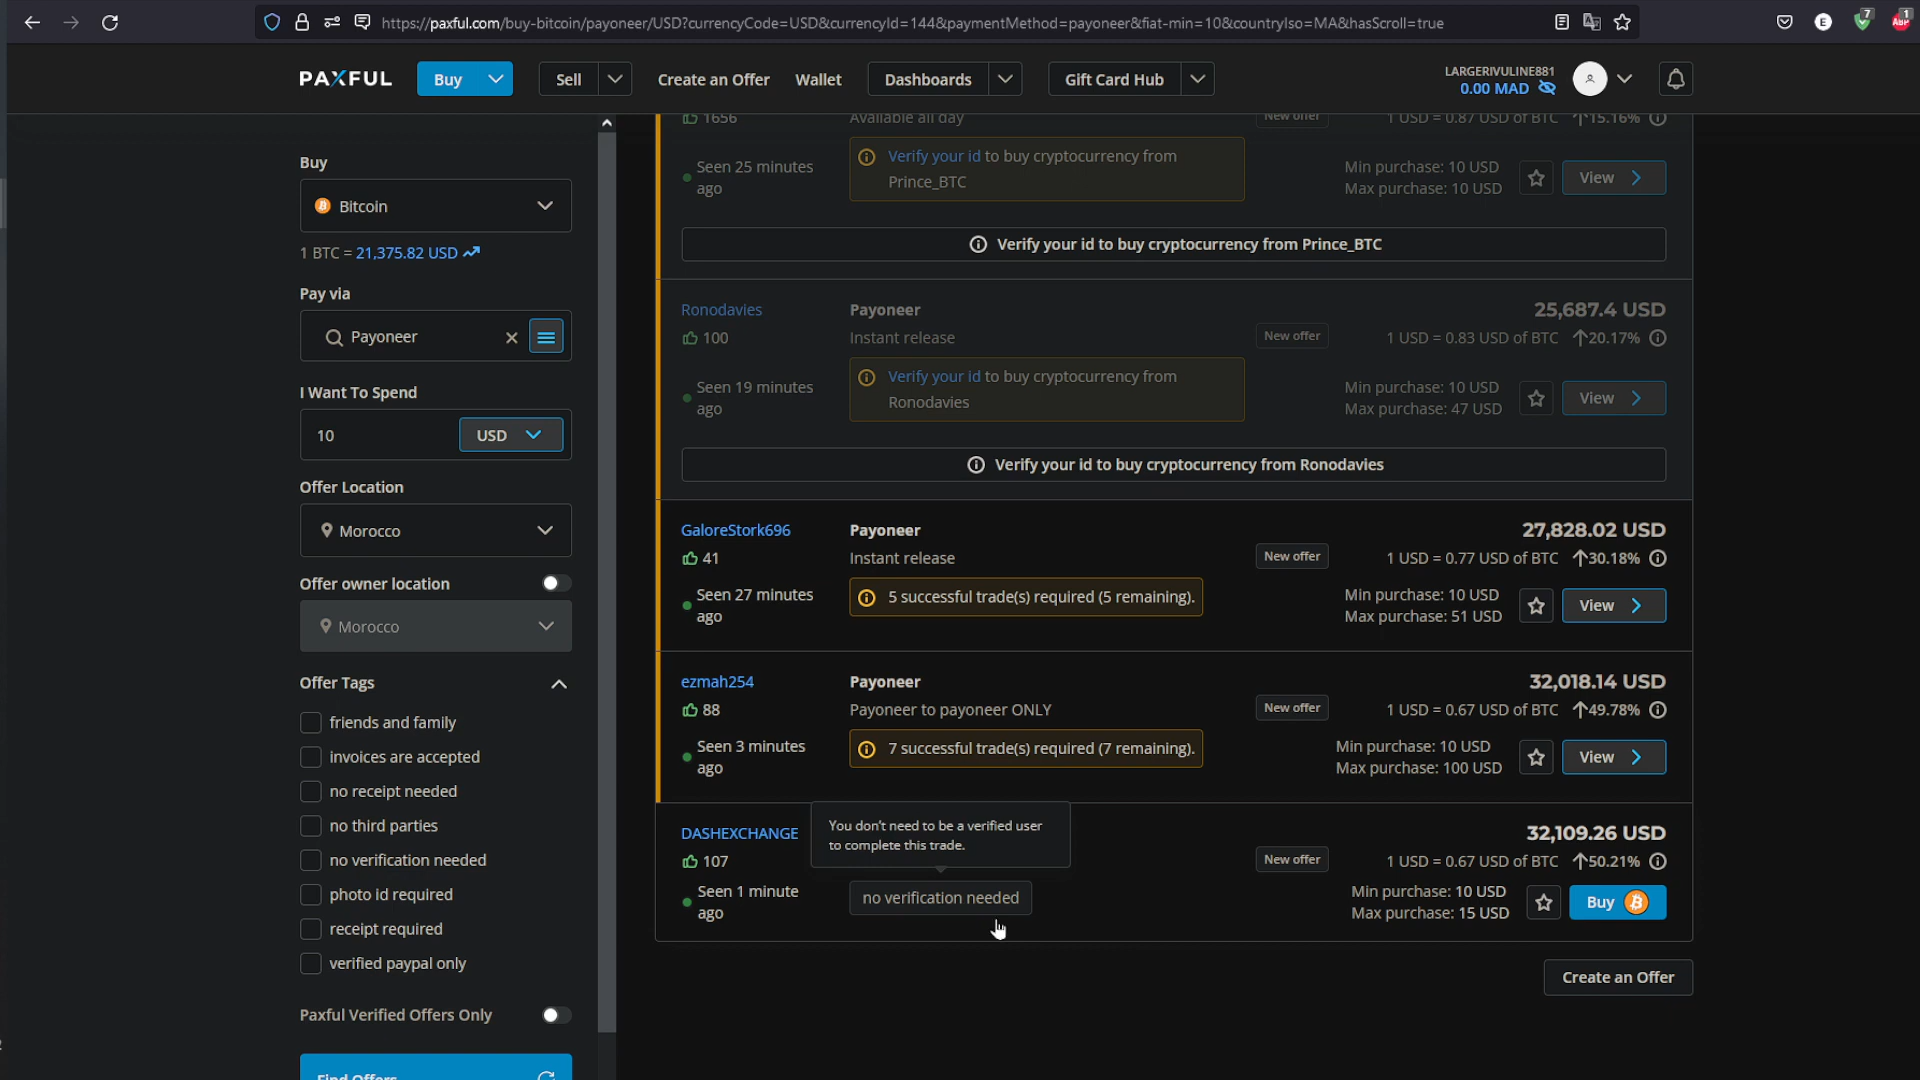 https://paxful.com/buy-bitcoin/payoneer/USD?currencyCode=USD&currencyId=144&paymentMethod=payoneer&fiat-min=10&countryIso=MA&hasScroll=true
E
7
ABP
1
PAXFUL
Buy
Sell
Create an Offer
Wallet
Dashboards
Gift Card Hub
LARGERIVULINE881
0.00 MAD
Buy
Bitcoin
1 BTC = 21,375.82 USD
Pay via
Payoneer
I Want To Spend
10
USD
Offer Location
Morocco
Offer owner location
Morocco
Offer Tags
friends and family
invoices are accepted
no receipt needed
no third parties
no verification needed
photo id required
receipt required
verified paypal only
Paxful Verified Offers Only
Find Offers
1656
Available all day
New offer
1 USD = 0.87 USD of BTC ↑15.16%
Seen 25 minutes
ago
Verify your id to buy cryptocurrency from
Prince_BTC
Min purchase: 10 USD
Max purchase: 10 USD
View
Verify your id to buy cryptocurrency from Prince_BTC
Ronodavies
Payoneer
25,687.4 USD
100
Instant release
New offer
1 USD = 0.83 USD of BTC ↑20.17%
Seen 19 minutes
ago
Verify your id to buy cryptocurrency from
Ronodavies
Min purchase: 10 USD
Max purchase: 47 USD
View
Verify your id to buy cryptocurrency from Ronodavies
GaloreStork696
Payoneer
27,828.02 USD
41
Instant release
New offer
1 USD = 0.77 USD of BTC ↑30.18%
Seen 27 minutes
ago
5 successful trade(s) required (5 remaining).
Min purchase: 10 USD
Max purchase: 51 USD
View
ezmah254
Payoneer
32,018.14 USD
88
Payoneer to payoneer ONLY
New offer
1 USD = 0.67 USD of BTC ↑49.78%
Seen 3 minutes
ago
7 successful trade(s) required (7 remaining).
Min purchase: 10 USD
Max purchase: 100 USD
View
DASHEXCHANGE
You don't need to be a verified user
to complete this trade.
32,109.26 USD
107
New offer
1 USD = 0.67 USD of BTC ↑50.21%
Seen 1 minute
ago
no verification needed
Min purchase: 10 USD
Max purchase: 15 USD
Buy
Create an Offer